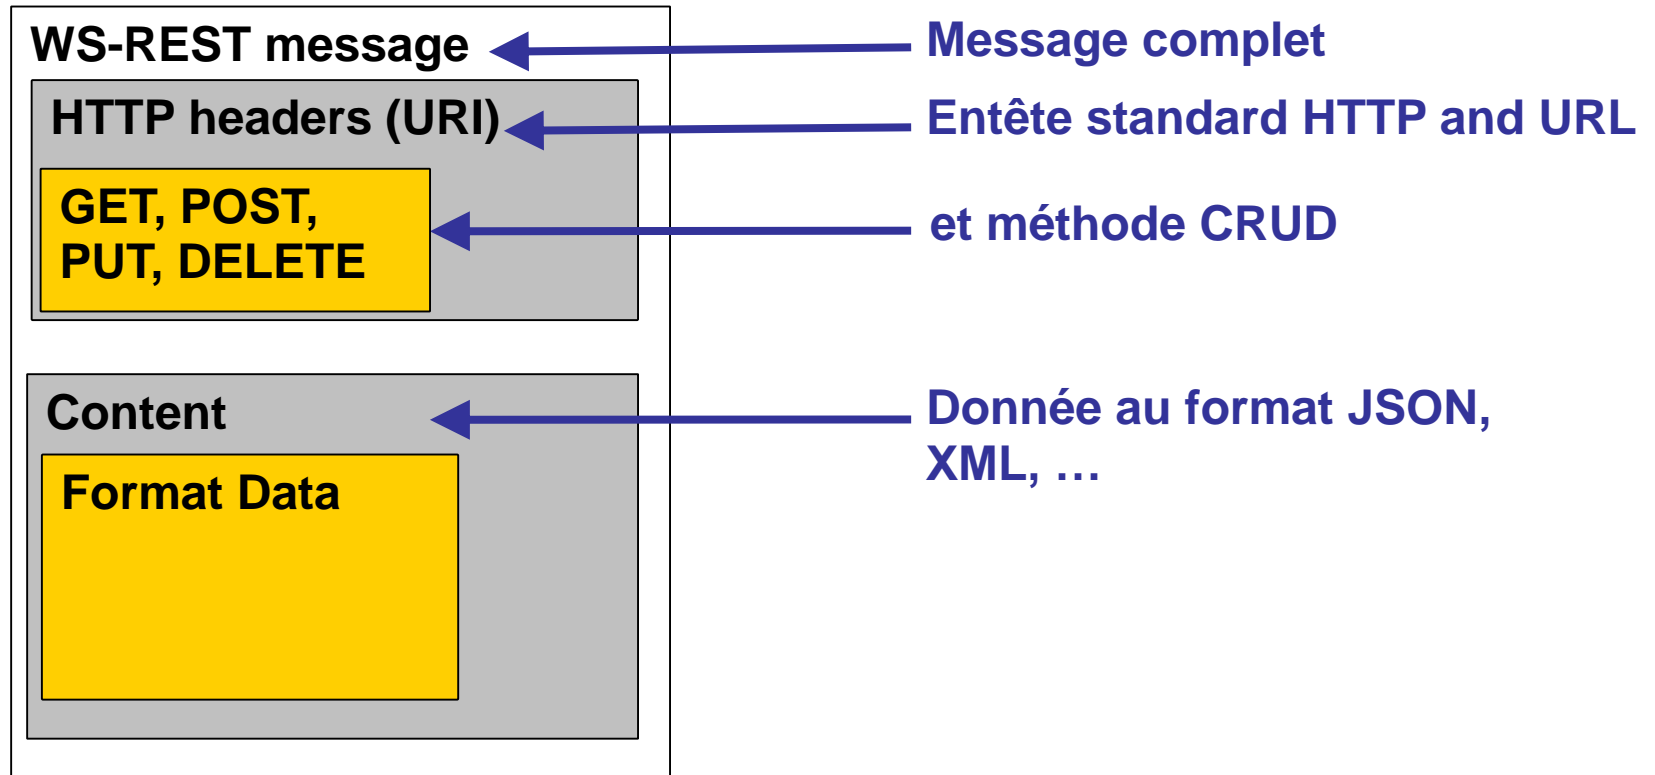 WS-REST message
Message complet
HTTP headers (URI)
Entête standard HTTP and URL
GET, POST,
PUT, DELETE
et méthode CRUD
Content
Donnée au format JSON,
XML, …
Format Data